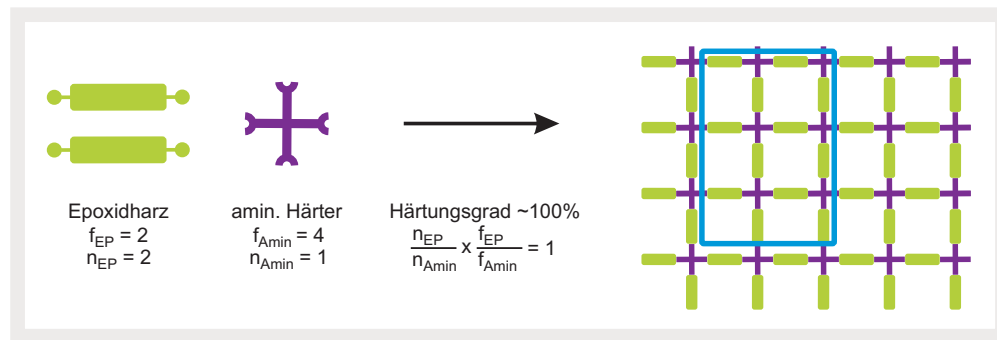 Epoxidharz
f_EP = 2
n_EP = 2
amin. Härter
f_Amin = 4
n_Amin = 1
Härtungsgrad ~100%
n_EP / n_Amin x f_EP / f_Amin = 1